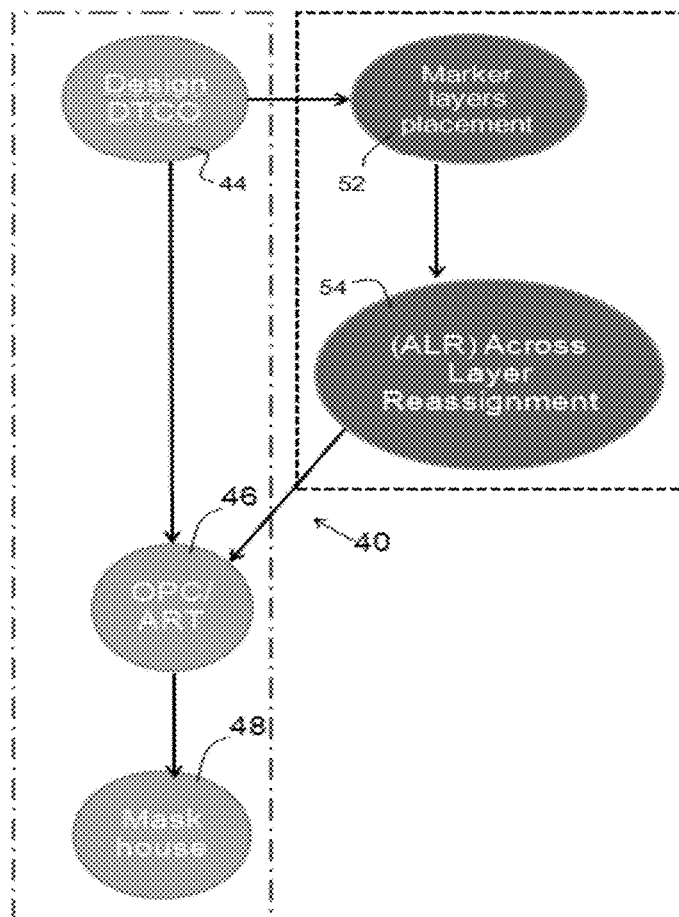 Design
DTCO
44
Marker
layers
placement
52
54
(ALR) Across
Layer
Reassignment
46
40
OPC/
ART
48
Mask
house